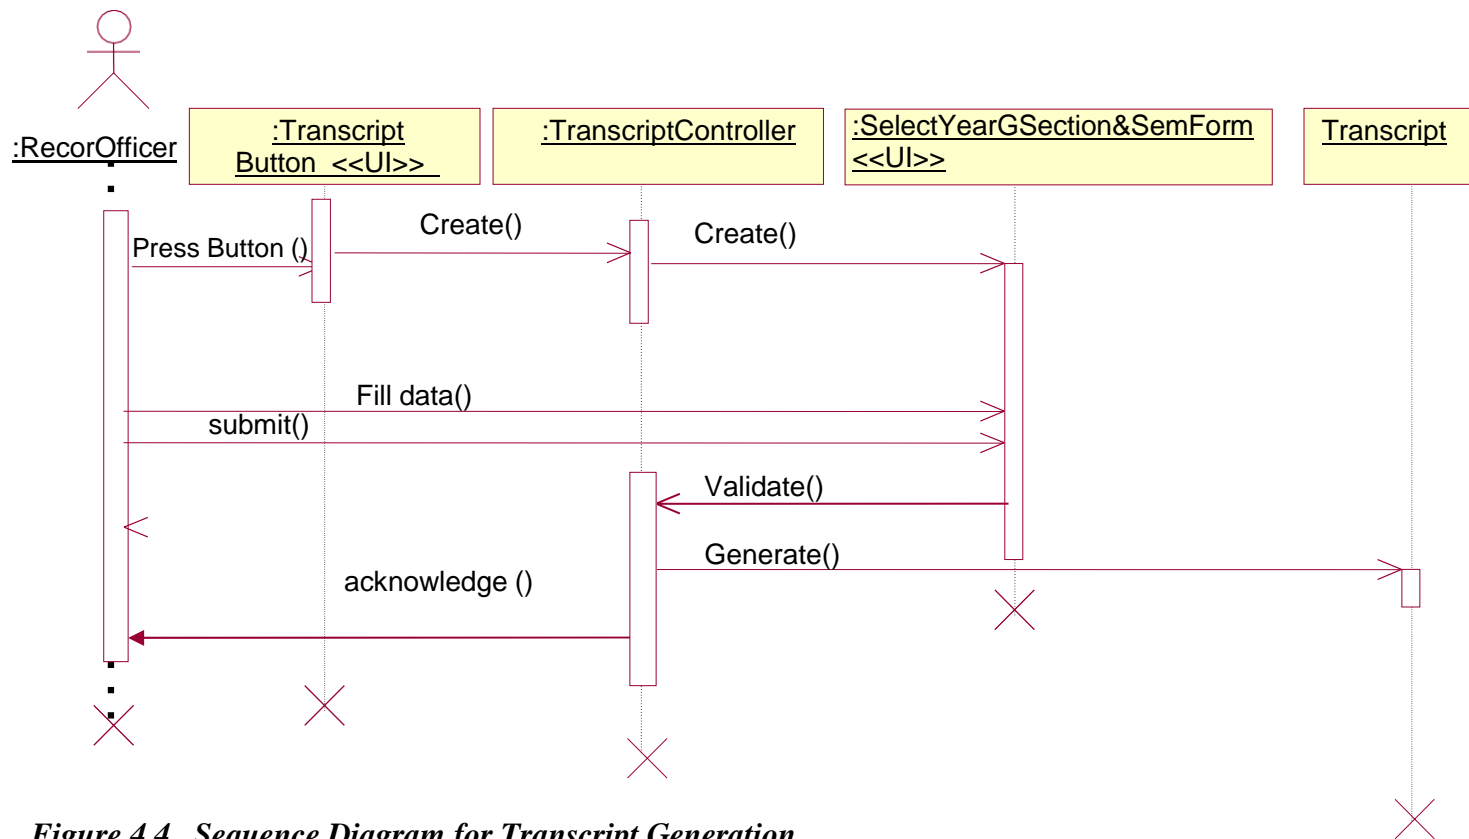 :RecorOfficer
:Transcript
Button  <<UI>>
:TranscriptController
:SelectYearGSection&SemForm
<<UI>>
Transcript
Press Button ()
Create()
Create()
Fill data()
submit()
Validate()
Generate()
acknowledge ()
Figure 4.4   Sequence Diagram for Transcript Generation